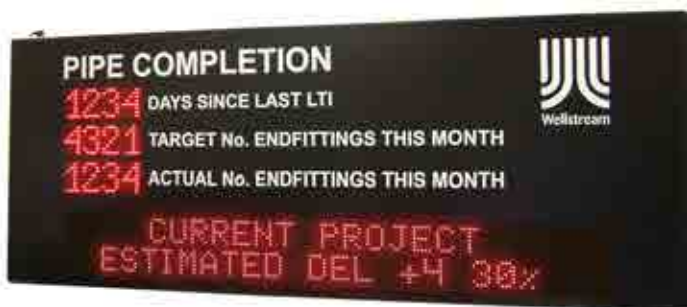 PIPE COMPLETION
1234 DAYS SINCE LAST LTI
4321 TARGET No. ENDFITTINGS THIS MONTH
1234 ACTUAL No. ENDFITTINGS THIS MONTH
Wellstream
CURRENT PROJECT
ESTIMATED DEL +4 30%